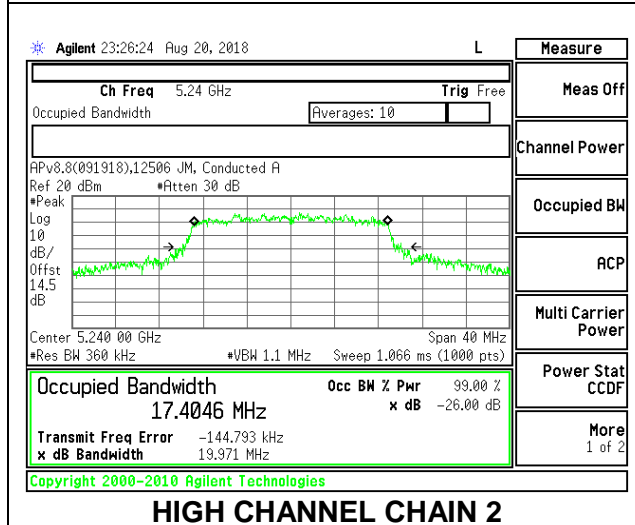 Agilent 23:26:24 Aug 20, 2018 L
Measure
Ch Freq 5.24 GHz Trig Free
Meas Off
Occupied Bandwidth Averages: 10
Channel Power
APv8.8(091918),12506 JM, Conducted A
Ref 20 dBm #Atten 30 dB
#Peak
Log
10
dB/
Offst
14.5
dB
Occupied BW
ACP
Multi Carrier
Power
Center 5.240 00 GHz Span 40 MHz
#Res BW 360 kHz #VBW 1.1 MHz Sweep 1.066 ms (1000 pts)
Power Stat
CCDF
Occupied Bandwidth Occ BW % Pwr 99.00 %
17.4046 MHz x dB -26.00 dB
Transmit Freq Error -144.793 kHz
x dB Bandwidth 19.971 MHz
More
1 of 2
Copyright 2000-2010 Agilent Technologies
HIGH CHANNEL CHAIN 2